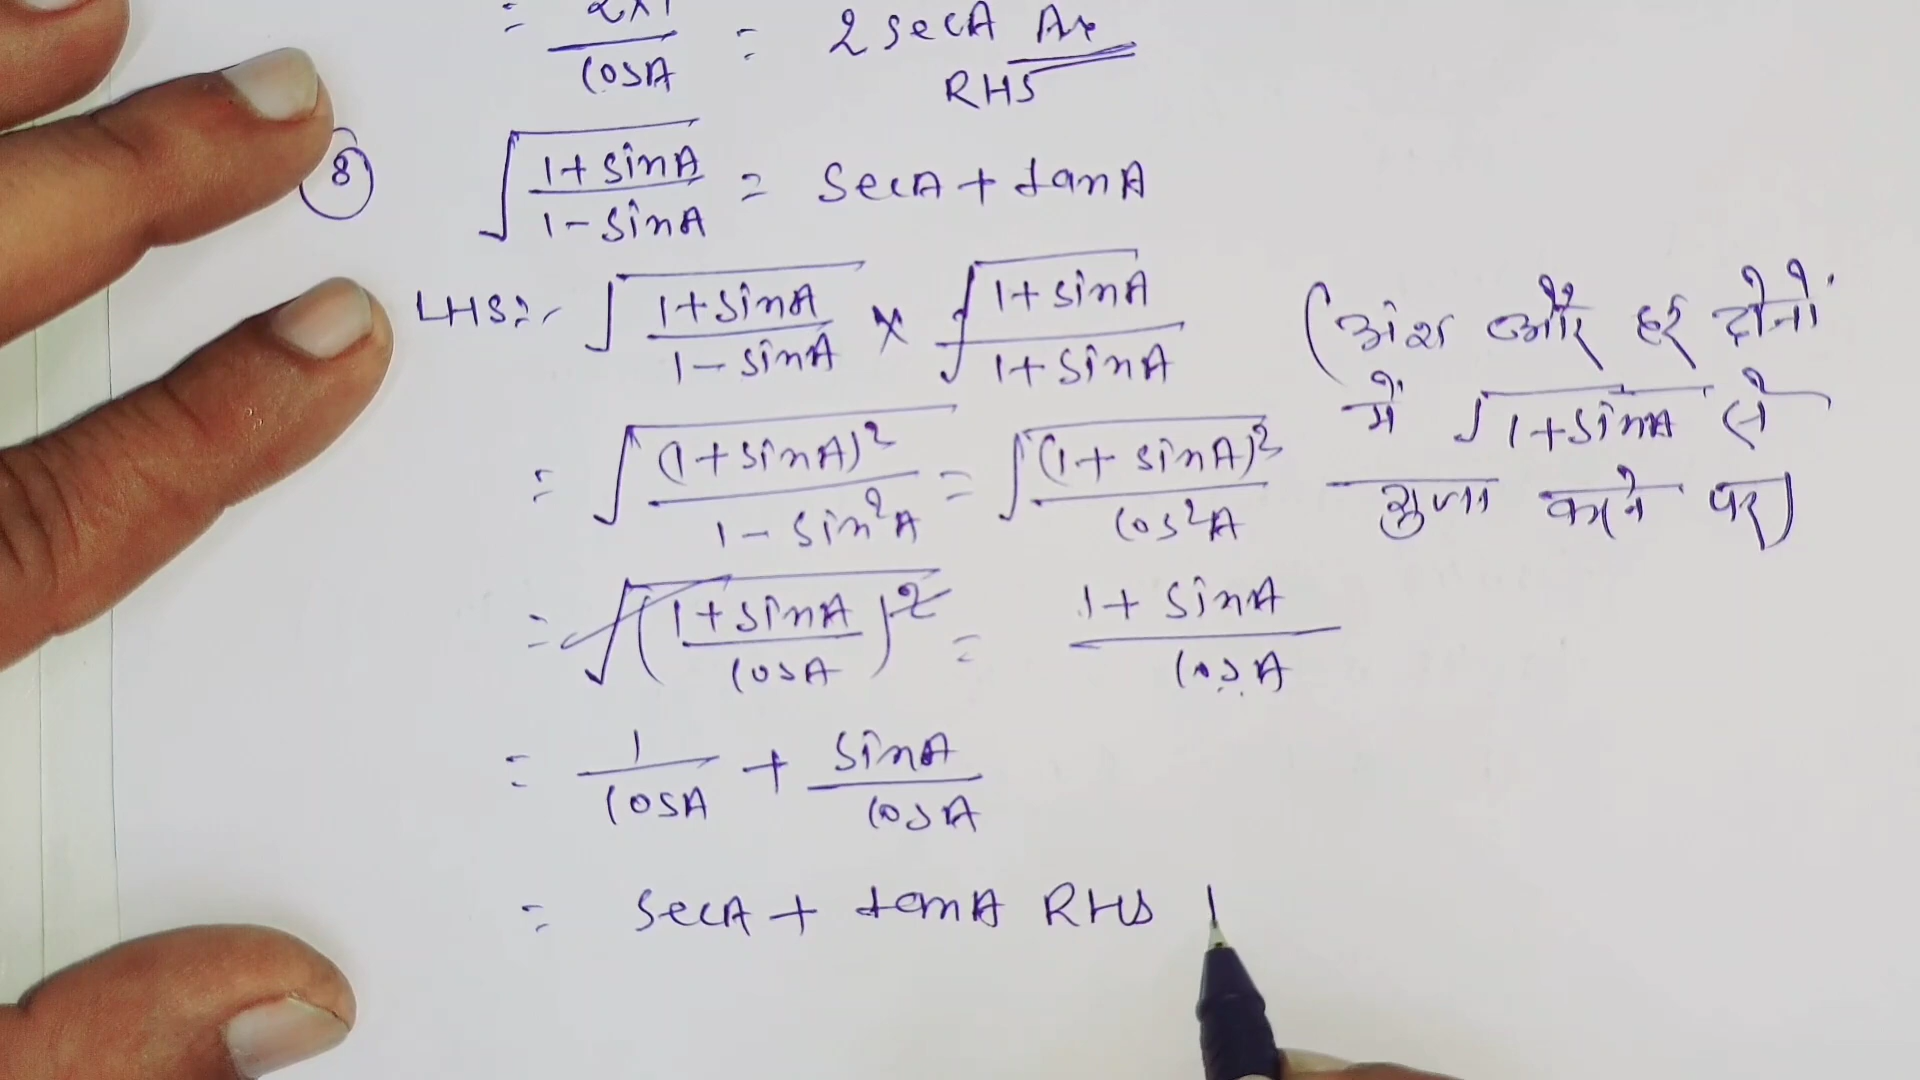 = 2×1/cosA = 2 secA Ans
RHS
⑧ √((1+sinA)/(1-sinA)) = secA + tanA
LHS:- √((1+sinA)/(1-sinA)) × √(1+sinA)/√(1+sinA) (अंश और हर दोनों
में √(1+sinA) से
= √((1+sinA)²/(1-sin²A)) = √((1+sinA)²/cos²A) गुणा करने पर)
= √((1+sinA)/cosA)² = (1+sinA)/cosA
= 1/cosA + sinA/cosA
= secA + tanA RHS